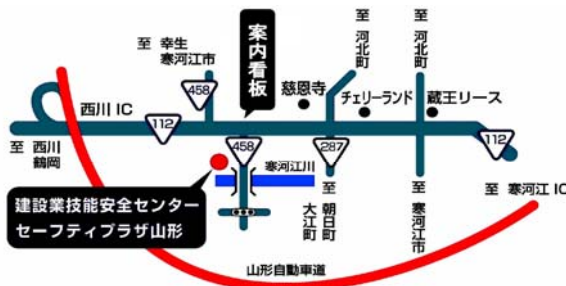 至 幸生
寒河江市
458
案内看板
至 河北町
至 河北町
慈恩寺
チェリーランド
蔵王リース
西川 IC
112
458
287
112
至 西川
鶴岡
寒河江川
建設業技能安全センター
セーフティプラザ山形
至 朝日町
大江町
至 寒河江市
至 寒河江 IC
山形自動車道